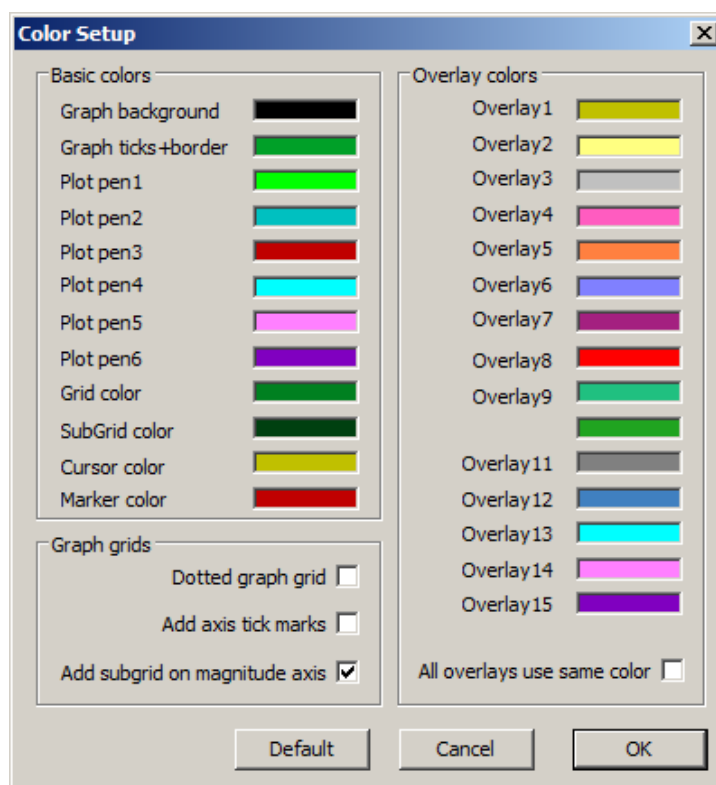 Color Setup
Basic colors
Graph background
Graph ticks+border
Plot pen1
Plot pen2
Plot pen3
Plot pen4
Plot pen5
Plot pen6
Grid color
SubGrid color
Cursor color
Marker color
Graph grids
Dotted graph grid
Add axis tick marks
Add subgrid on magnitude axis
Overlay colors
Overlay1
Overlay2
Overlay3
Overlay4
Overlay5
Overlay6
Overlay7
Overlay8
Overlay9
Overlay11
Overlay12
Overlay13
Overlay14
Overlay15
All overlays use same color
Default
Cancel
OK